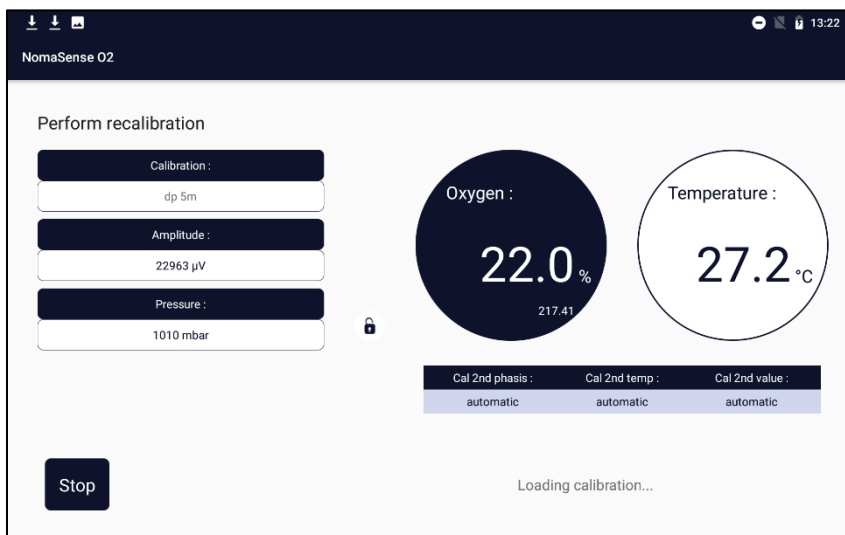 13:22
NomaSense O2
Perform recalibration
Calibration :
dp 5m
Amplitude :
22963 µV
Pressure :
1010 mbar
Oxygen :
22.0 %
217.41
Temperature :
27.2 °C
Cal 2nd phasis : Cal 2nd temp : Cal 2nd value :
automatic automatic automatic
Stop
Loading calibration...